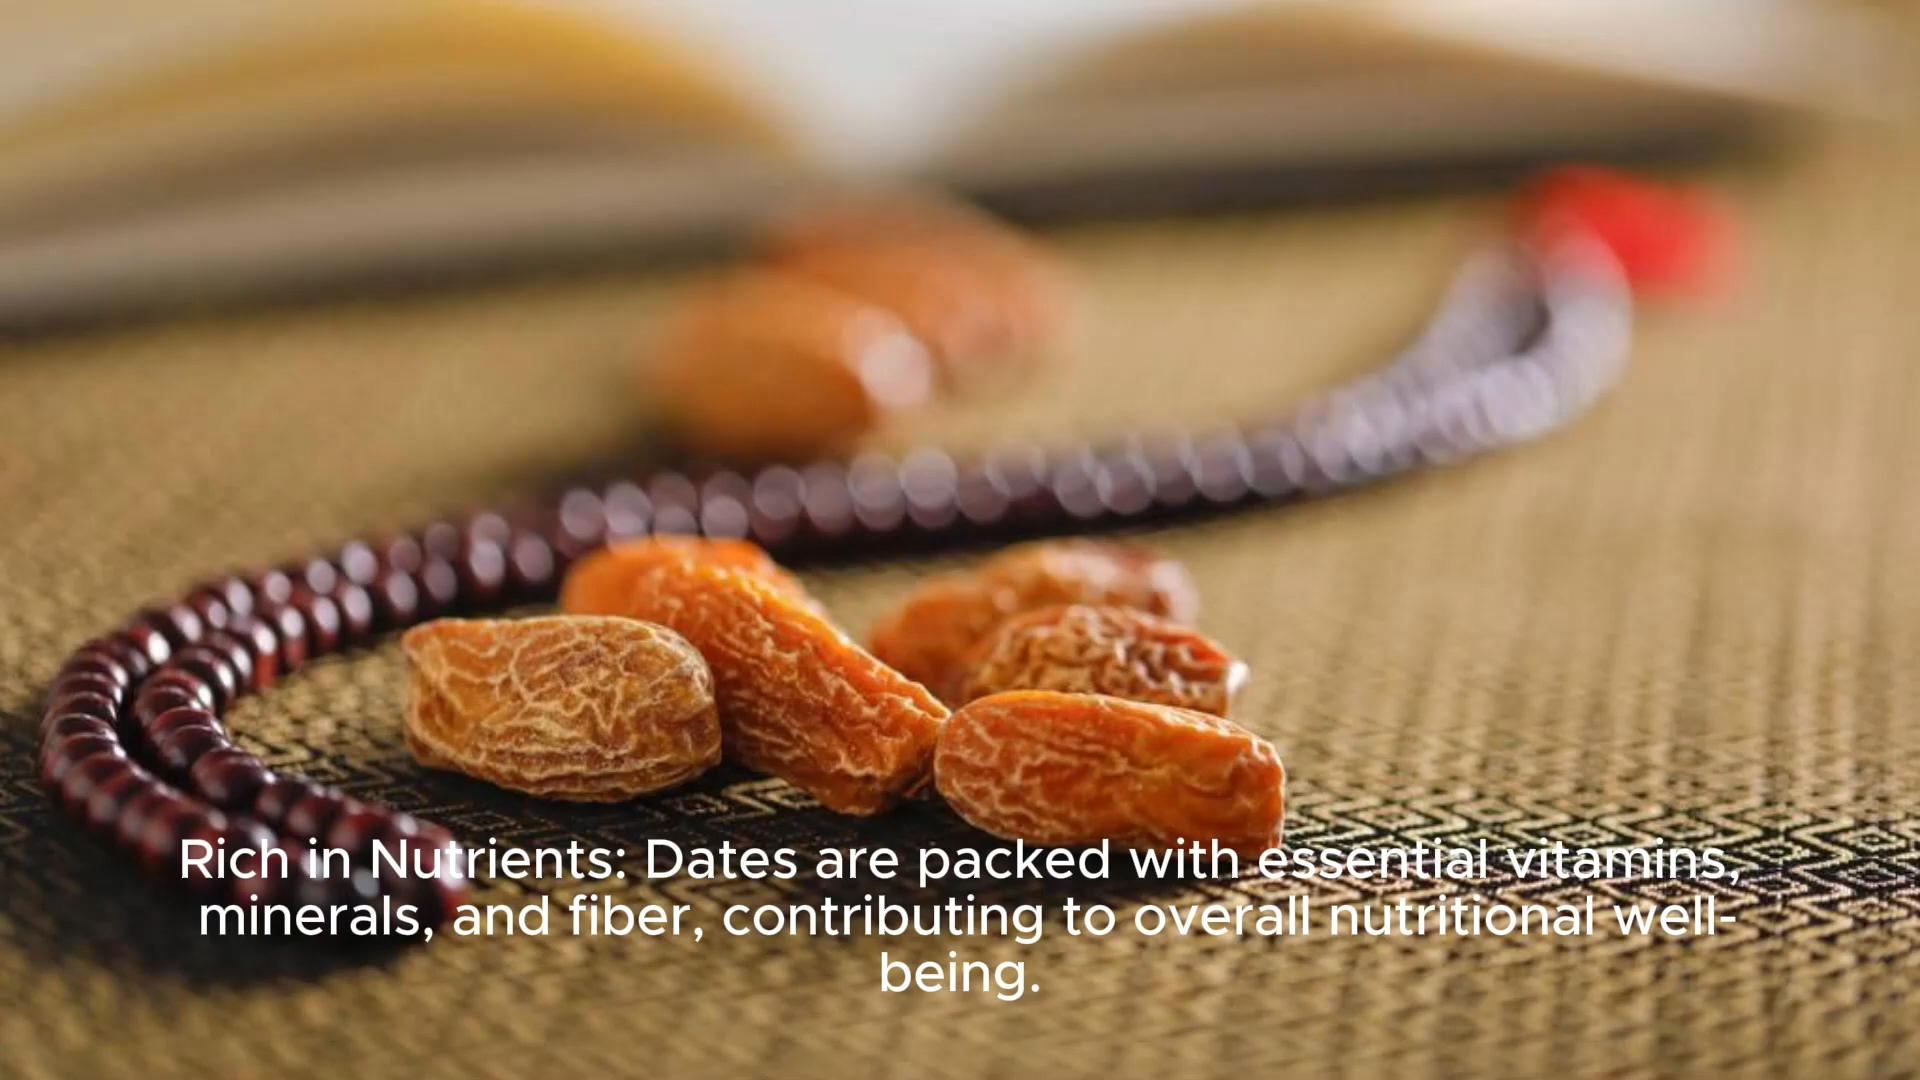 Rich in Nutrients: Dates are packed with essential vitamins,
minerals, and fiber, contributing to overall nutritional well-
being.